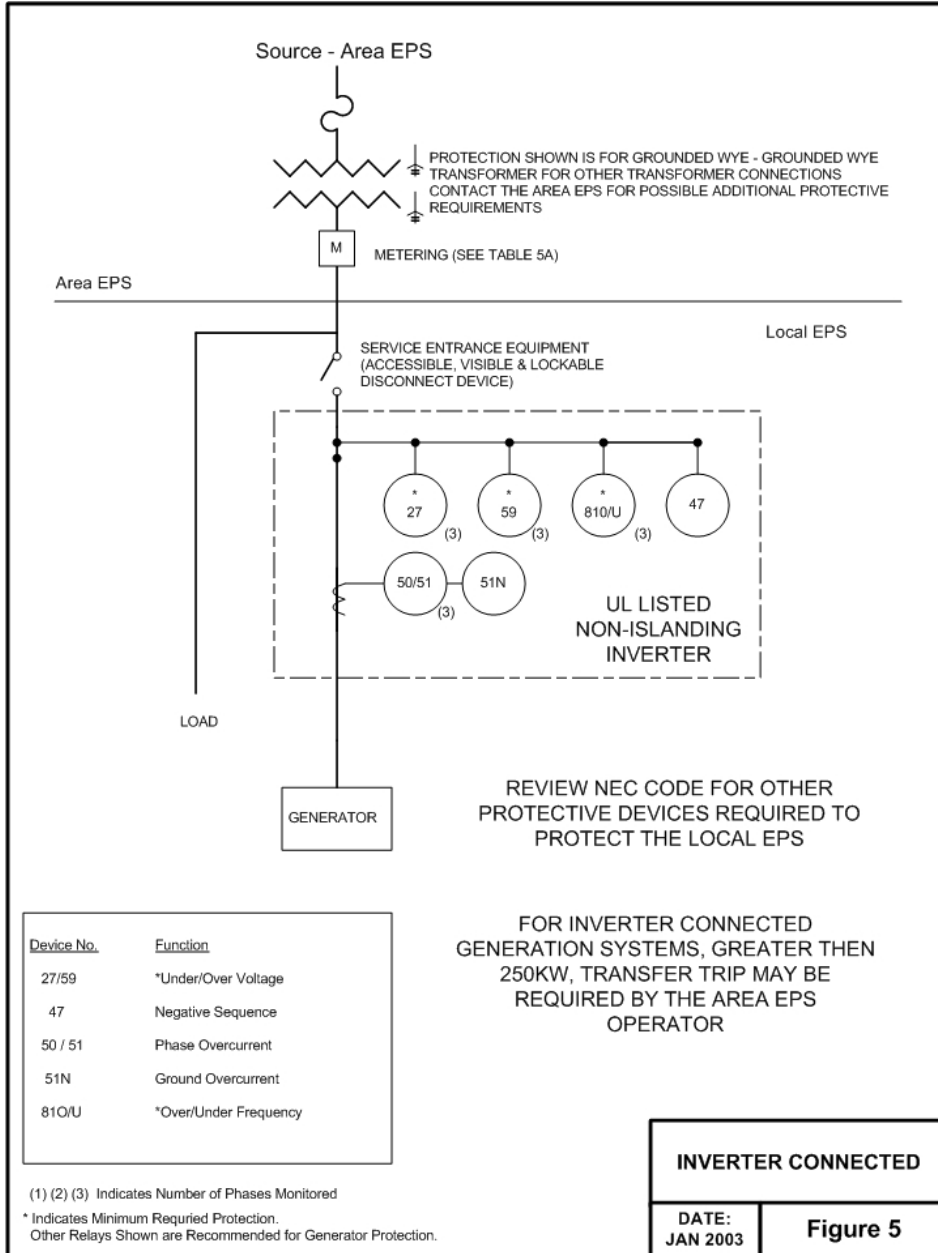 Source - Area EPS
PROTECTION SHOWN IS FOR GROUNDED WYE - GROUNDED WYE
TRANSFORMER FOR OTHER TRANSFORMER CONNECTIONS
CONTACT THE AREA EPS FOR POSSIBLE ADDITIONAL PROTECTIVE
REQUIREMENTS
M
METERING (SEE TABLE 5A)
Area EPS
Local EPS
SERVICE ENTRANCE EQUIPMENT
(ACCESSIBLE, VISIBLE & LOCKABLE
DISCONNECT DEVICE)
* 27 (3)
* 59 (3)
* 81O/U (3)
47
50/51 (3)
51N
UL LISTED
NON-ISLANDING
INVERTER
LOAD
GENERATOR
REVIEW NEC CODE FOR OTHER
PROTECTIVE DEVICES REQUIRED TO
PROTECT THE LOCAL EPS
FOR INVERTER CONNECTED
GENERATION SYSTEMS, GREATER THEN
250KW, TRANSFER TRIP MAY BE
REQUIRED BY THE AREA EPS
OPERATOR
Device No. Function
27/59 *Under/Over Voltage
47 Negative Sequence
50 / 51 Phase Overcurrent
51N Ground Overcurrent
81O/U *Over/Under Frequency
(1) (2) (3) Indicates Number of Phases Monitored
* Indicates Minimum Requried Protection.
Other Relays Shown are Recommended for Generator Protection.
INVERTER CONNECTED
DATE:
JAN 2003
Figure 5